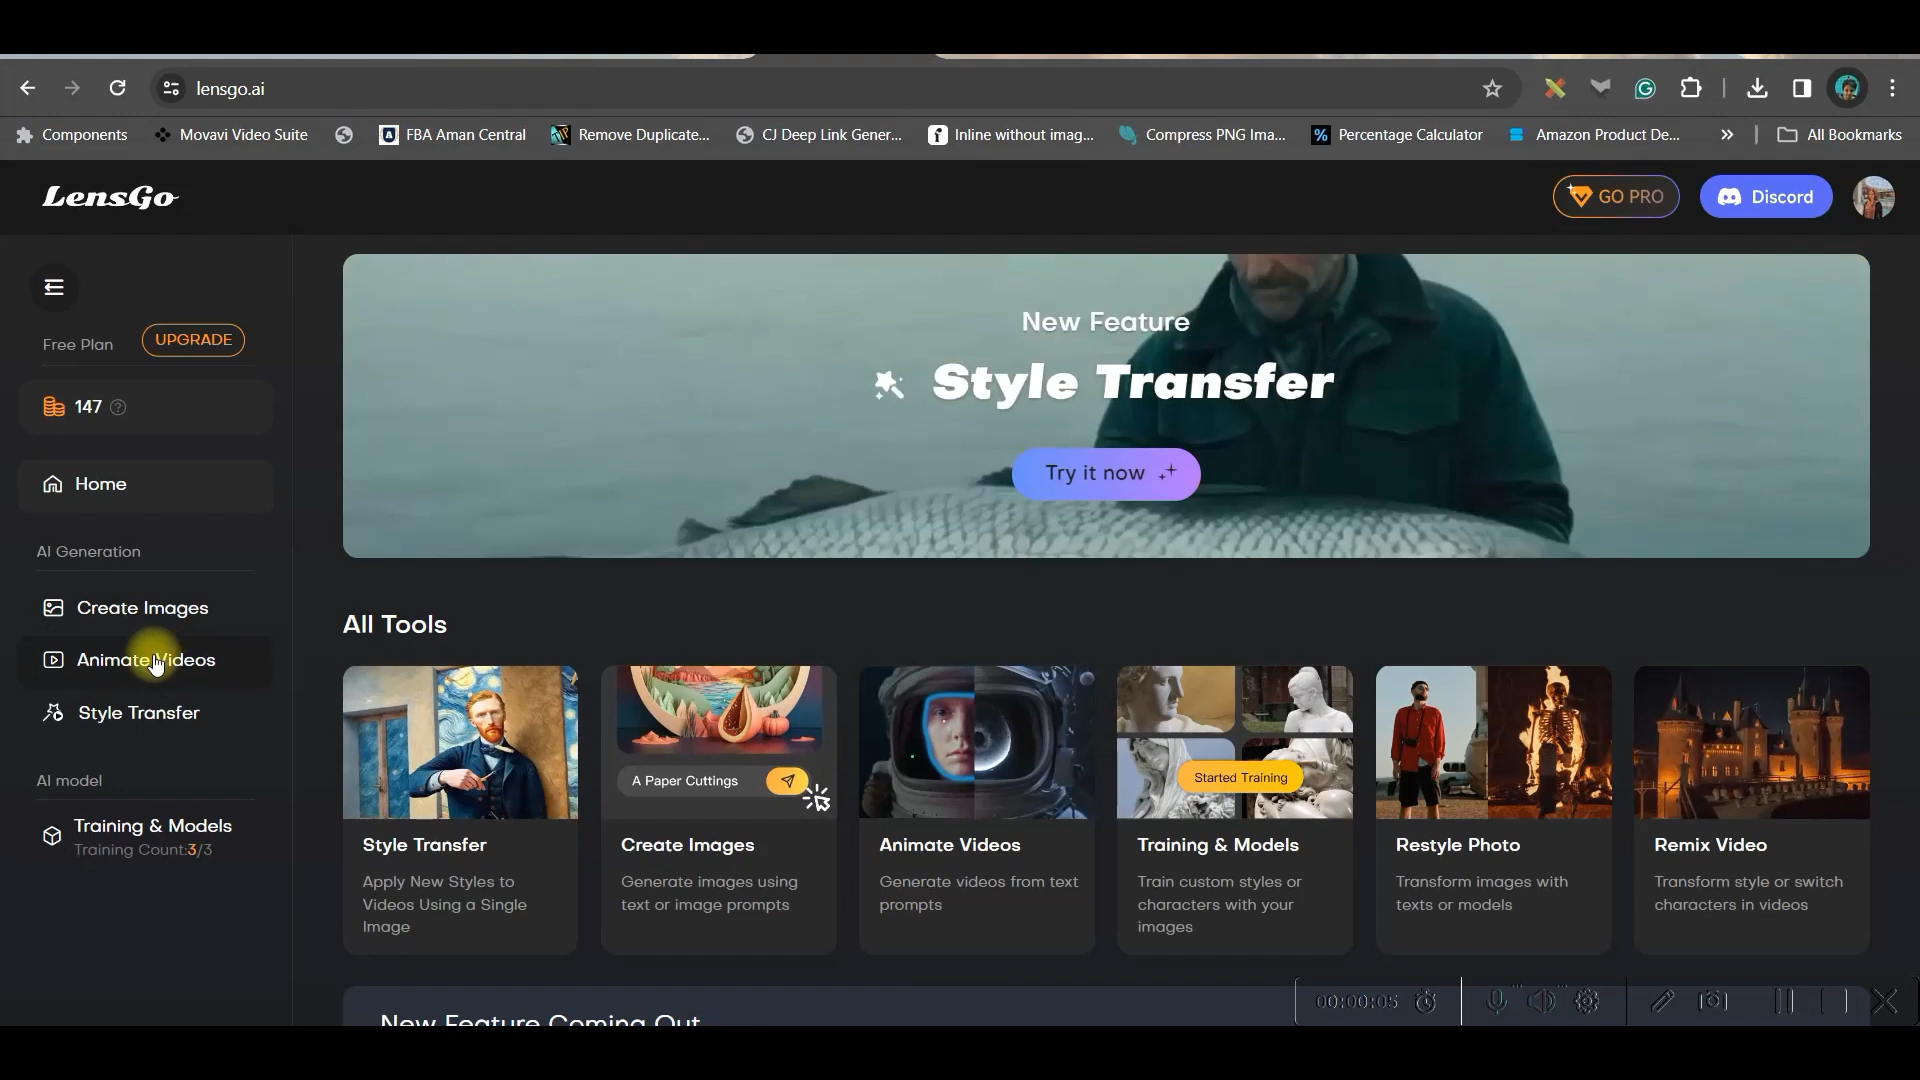 lensgo.ai
Components
Movavi Video Suite
FBA Aman Central
Remove Duplicate...
CJ Deep Link Gener...
Inline without imag...
Compress PNG Ima...
Percentage Calculator
Amazon Product De...
All Bookmarks
LensGo
GO PRO
Discord
Free Plan
UPGRADE
147
Home
AI Generation
Create Images
Animate Videos
Style Transfer
AI model
Training & Models
Training Count:3/3
New Feature
Style Transfer
Try it now
All Tools
A Paper Cuttings
Started Training
Style Transfer
Apply New Styles to
Videos Using a Single
Image
Create Images
Generate images using
text or image prompts
Animate Videos
Generate videos from text
prompts
Training & Models
Train custom styles or
characters with your
images
Restyle Photo
Transform images with
texts or models
Remix Video
Transform style or switch
characters in videos
New Feature Coming Out
00:00:05